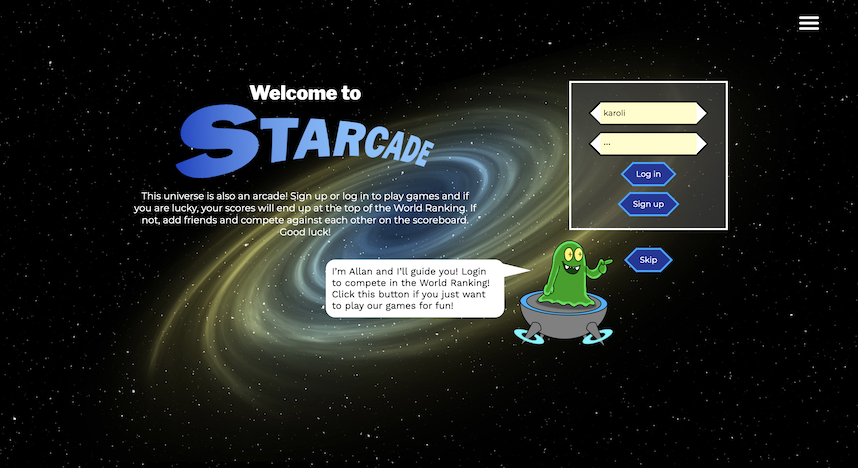 Welcome to
STARCADE
This universe is also an arcade! Sign up or log in to play games and if
you are lucky, your scores will end up at the top of the World Ranking. If
not, add friends and compete against each other on the scoreboard.
Good luck!
karoli
...
Log in
Sign up
Skip
I'm Allan and I'll guide you! Login
to compete in the World Ranking!
Click this button if you just want
to play our games for fun!